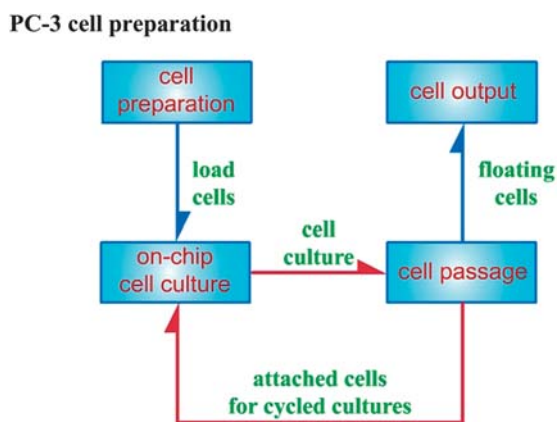 PC-3 cell preparation
cell
preparation
cell output
load
cells
floating
cells
cell
culture
on-chip
cell culture
cell passage
attached cells
for cycled cultures